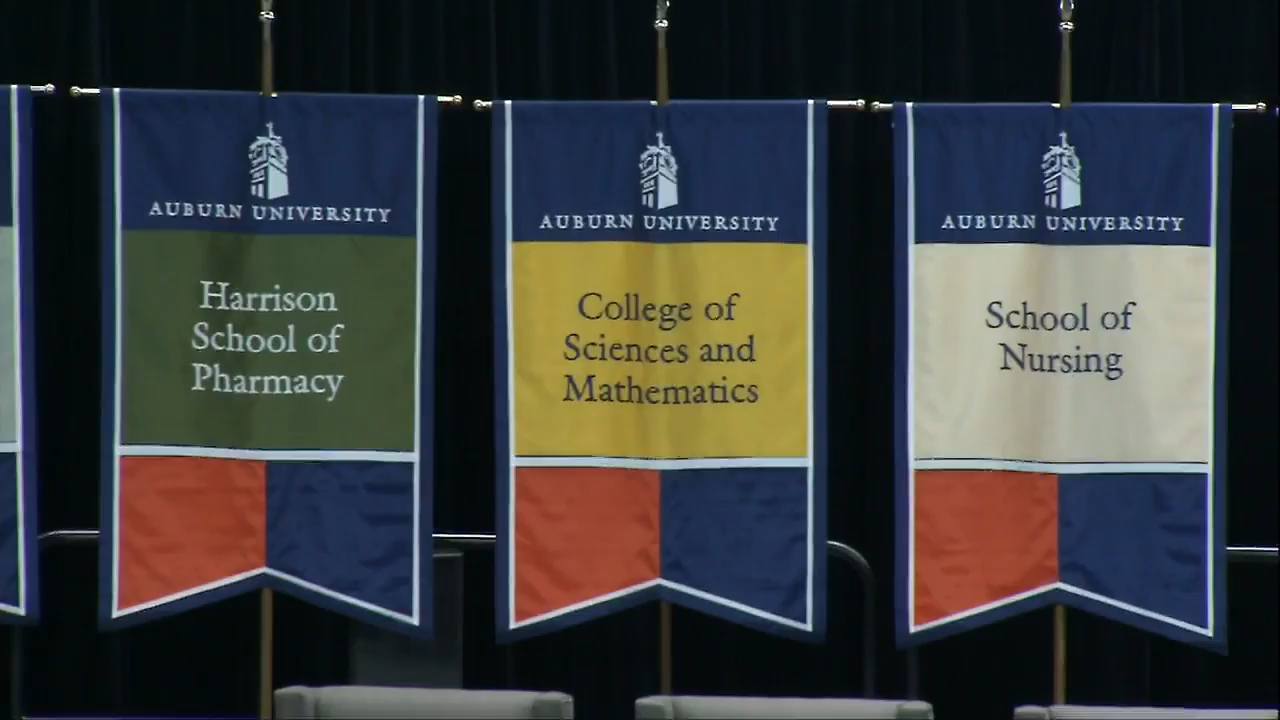 AUBURN UNIVERSITY
Harrison
School of
Pharmacy
AUBURN UNIVERSITY
College of
Sciences and
Mathematics
AUBURN UNIVERSITY
School of
Nursing